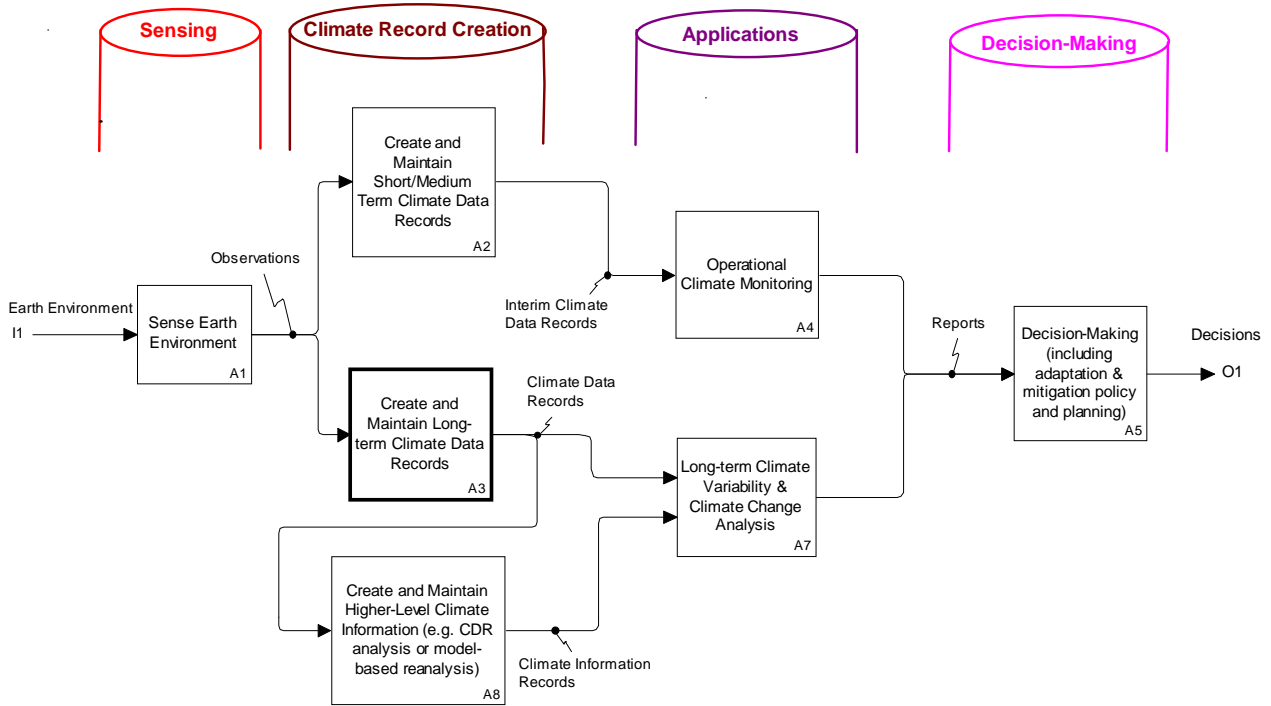 Sensing
Climate Record Creation
Applications
Decision-Making
Create and
Maintain
Short/Medium
Term Climate Data
Records
A2
Observations
Earth Environment
I1
Sense Earth
Environment
A1
Interim Climate
Data Records
Operational
Climate Monitoring
A4
Reports
Decision-Making
(including
adaptation &
mitigation policy
and planning)
A5
Decisions
O1
Create and
Maintain Long-
term Climate Data
Records
A3
Climate Data
Records
Long-term Climate
Variability &
Climate Change
Analysis
A7
Create and Maintain
Higher-Level Climate
Information (e.g. CDR
analysis or model-
based reanalysis)
A8
Climate Information
Records